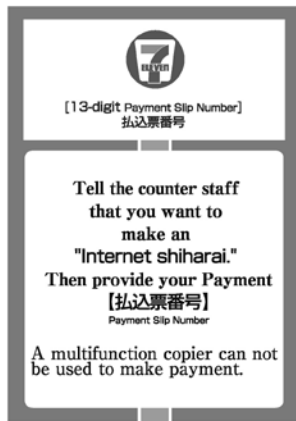 7
ELEVEN
[13-digit Payment Slip Number]
払込票番号
Tell the counter staff
that you want to
make an
"Internet shiharai."
Then provide your Payment
【払込票番号】
Payment Slip Number
A multifunction copier can not
be used to make payment.